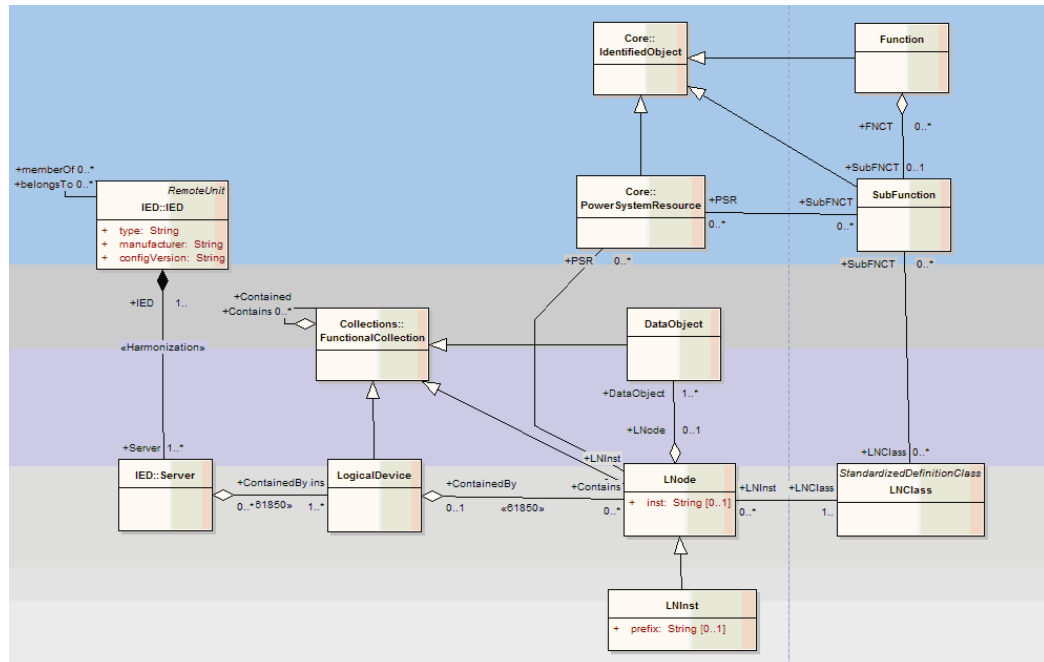 Core::
IdentifiedObject
Function
+FNCT 0..*
+SubFNCT 0..1
+memberOf 0..*
+belongsTo 0..*
RemoteUnit
IED::IED
+ type: String
+ manufacturer: String
+ configVersion: String
Core::
PowerSystemResource
+PSR
0..*
+SubFNCT
0..*
SubFunction
+PSR 0..*
+SubFNCT 0..*
+IED 1..
«Harmonization»
+Server 1..*
+Contained
+Contains 0..*
Collections::
FunctionalCollection
DataObject
+DataObject 1..*
+LNode 0..1
+LNInst
+LNClass 0..*
IED::Server
+ContainedBy
0..*
«61850»
1..*
LogicalDevice
+ContainedBy
0..1
«61850»
+Contains
0..*
LNode
+ inst: String [0..1]
+LNInst
0..*
+LNClass
1..
StandardizedDefinitionClass
LNClass
LNInst
+ prefix: String [0..1]